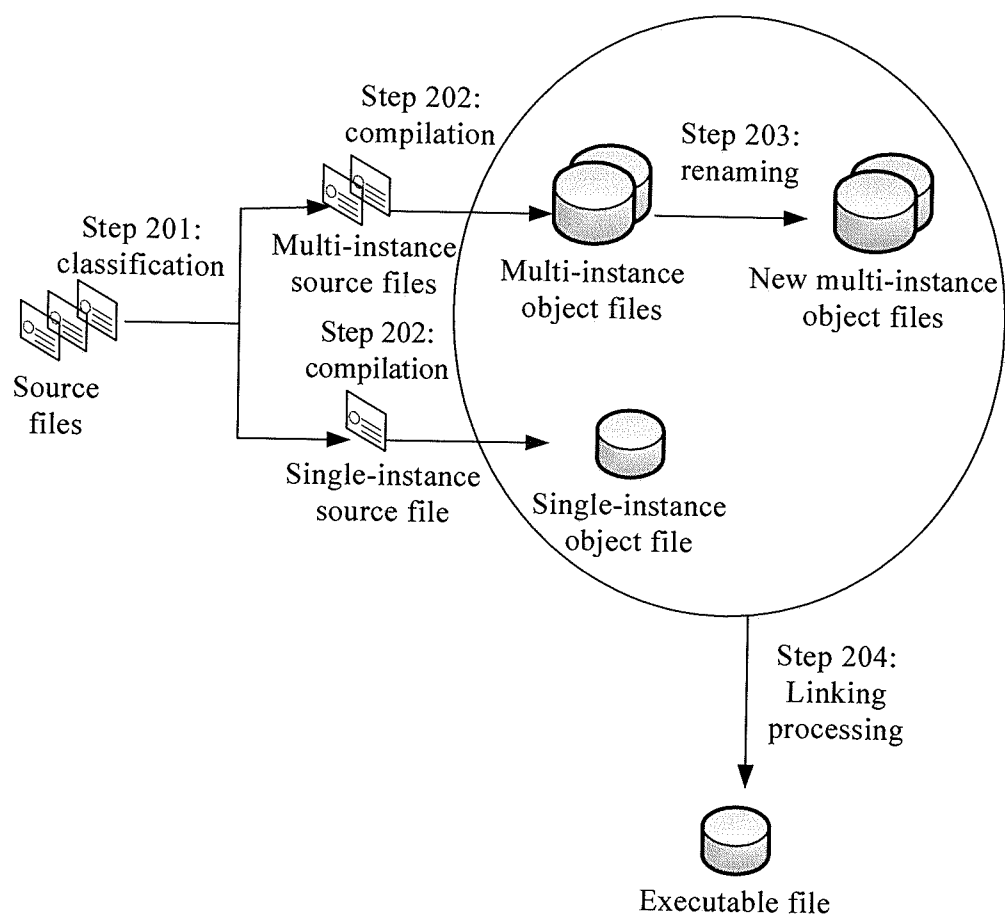 Step 202:
compilation
Step 203:
renaming
Step 201:
classification
Multi-instance
source files
Multi-instance
object files
New multi-instance
object files
Source
files
Step 202:
compilation
Single-instance
source file
Single-instance
object file
Step 204:
Linking
processing
Executable file